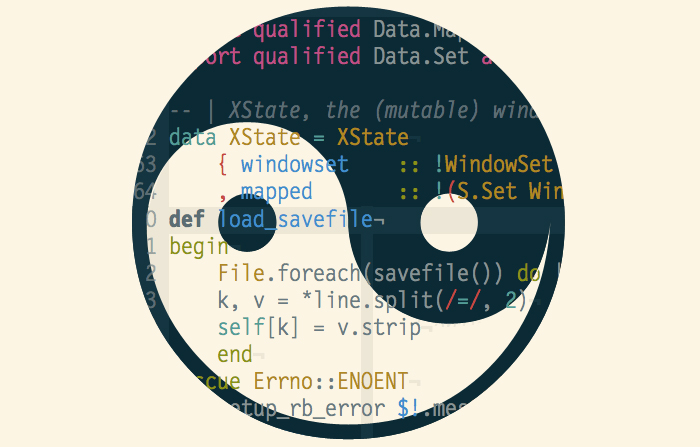 qualified Data.Map
ort qualified Data.Set a
-- | XState, the (mutable) wind
2 data XState = XState¬
63 { windowset :: !WindowSet
64 , mapped :: !(S.Set Win
0 def load_savefile¬
1 begin¬
2 File.foreach(savefile()) do |
3 k, v = *line.split(/=/, 2)¬
self[k] = v.strip¬
end¬
scue Errno::ENOENT¬
etup_rb_error $!.mes